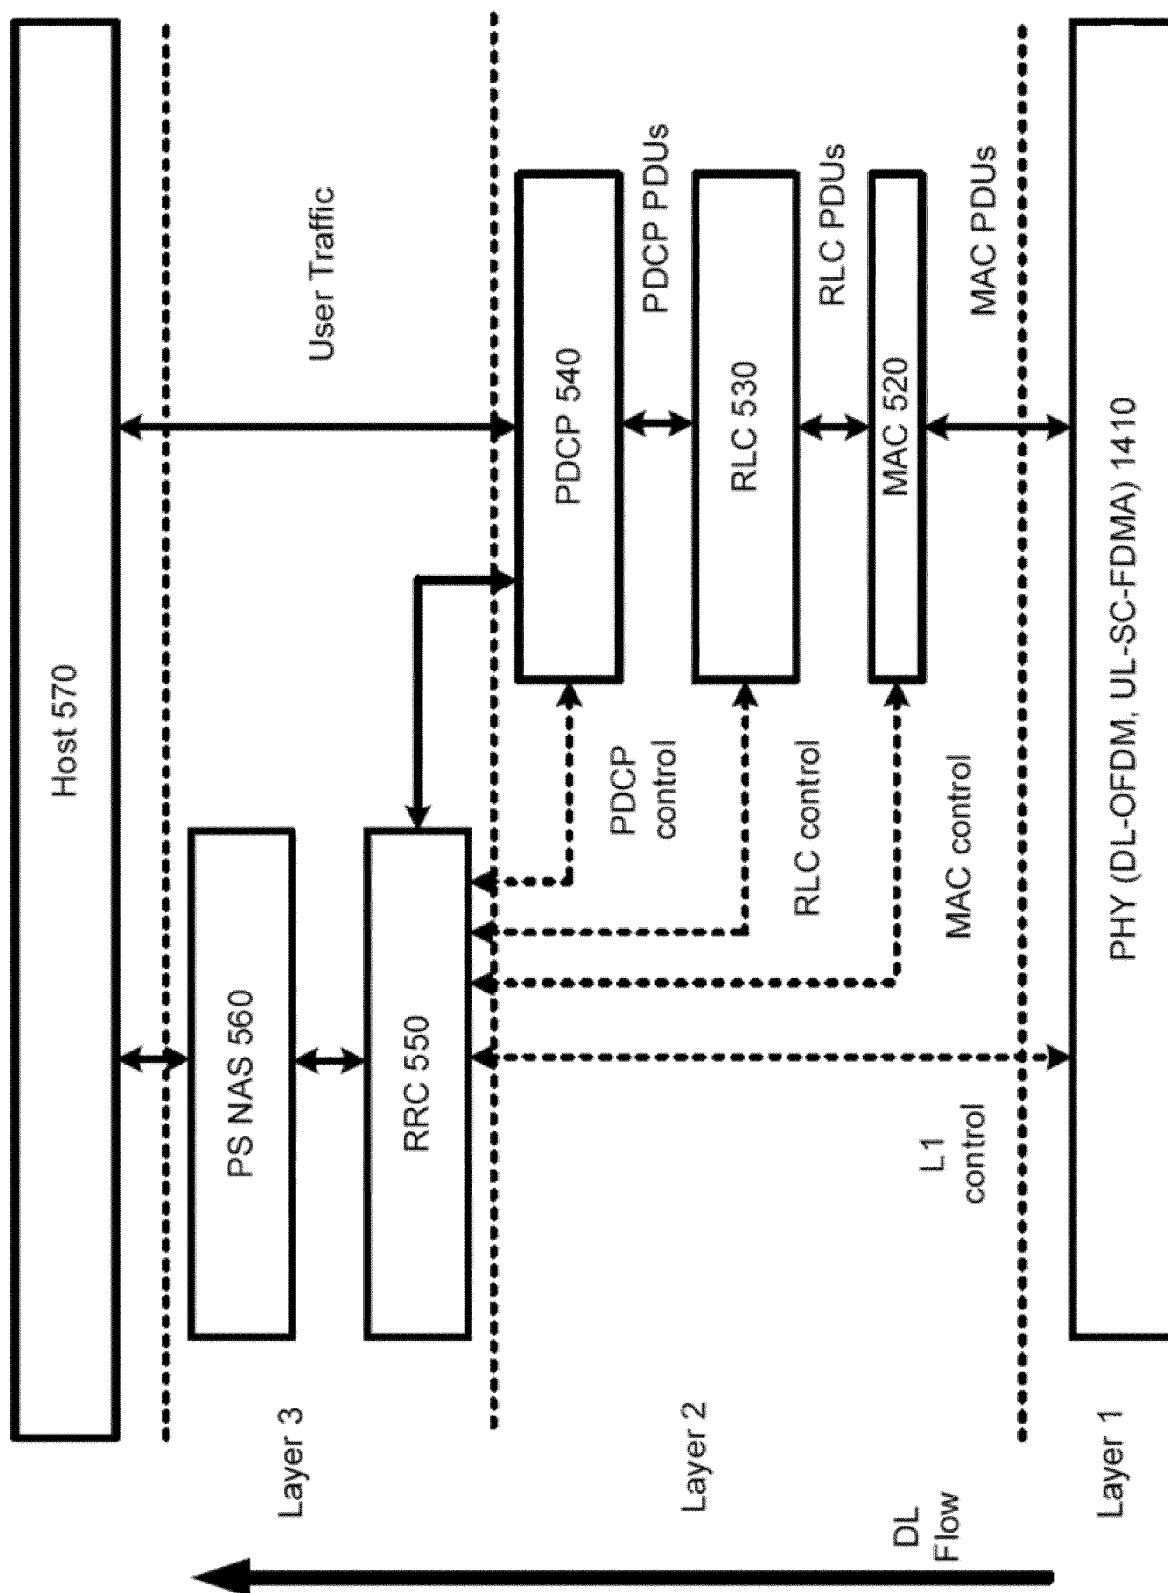 Host 570
Layer 3
PS NAS 560
RRC 550
User Traffic
Layer 2
PDCP 540
PDCP PDUs
PDCP
control
RLC 530
RLC PDUs
RLC control
MAC 520
MAC PDUs
MAC control
L1
control
DL
Flow
Layer 1
PHY (DL-OFDM, UL-SC-FDMA) 1410